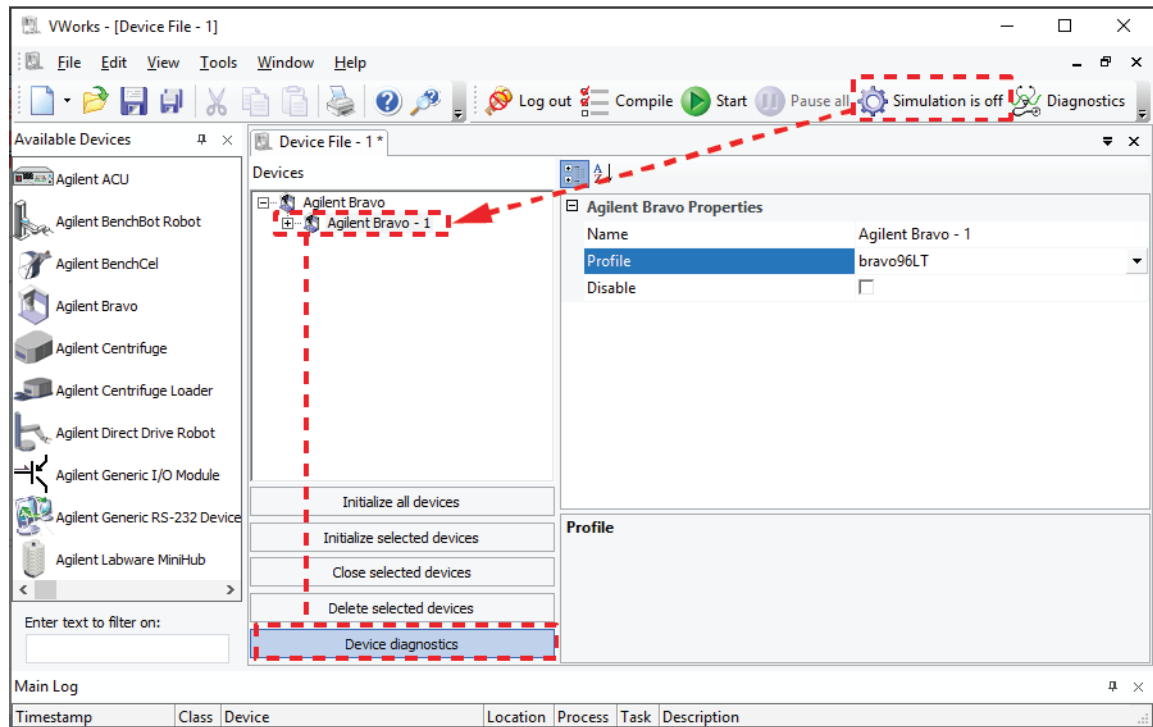 VWorks - [Device File - 1]
File Edit View Tools Window Help
Log out Compile Start Pause all Simulation is off Diagnostics
Available Devices
Agilent ACU
Agilent BenchBot Robot
Agilent BenchCel
Agilent Bravo
Agilent Centrifuge
Agilent Centrifuge Loader
Agilent Direct Drive Robot
Agilent Generic I/O Module
Agilent Generic RS-232 Device
Agilent Labware MiniHub
Enter text to filter on:
Device File - 1 *
Devices
Agilent Bravo
Agilent Bravo - 1
Initialize all devices
Initialize selected devices
Close selected devices
Delete selected devices
Device diagnostics
Agilent Bravo Properties
Name Agilent Bravo - 1
Profile bravo96LT
Disable
Profile
Main Log
Timestamp Class Device Location Process Task Description